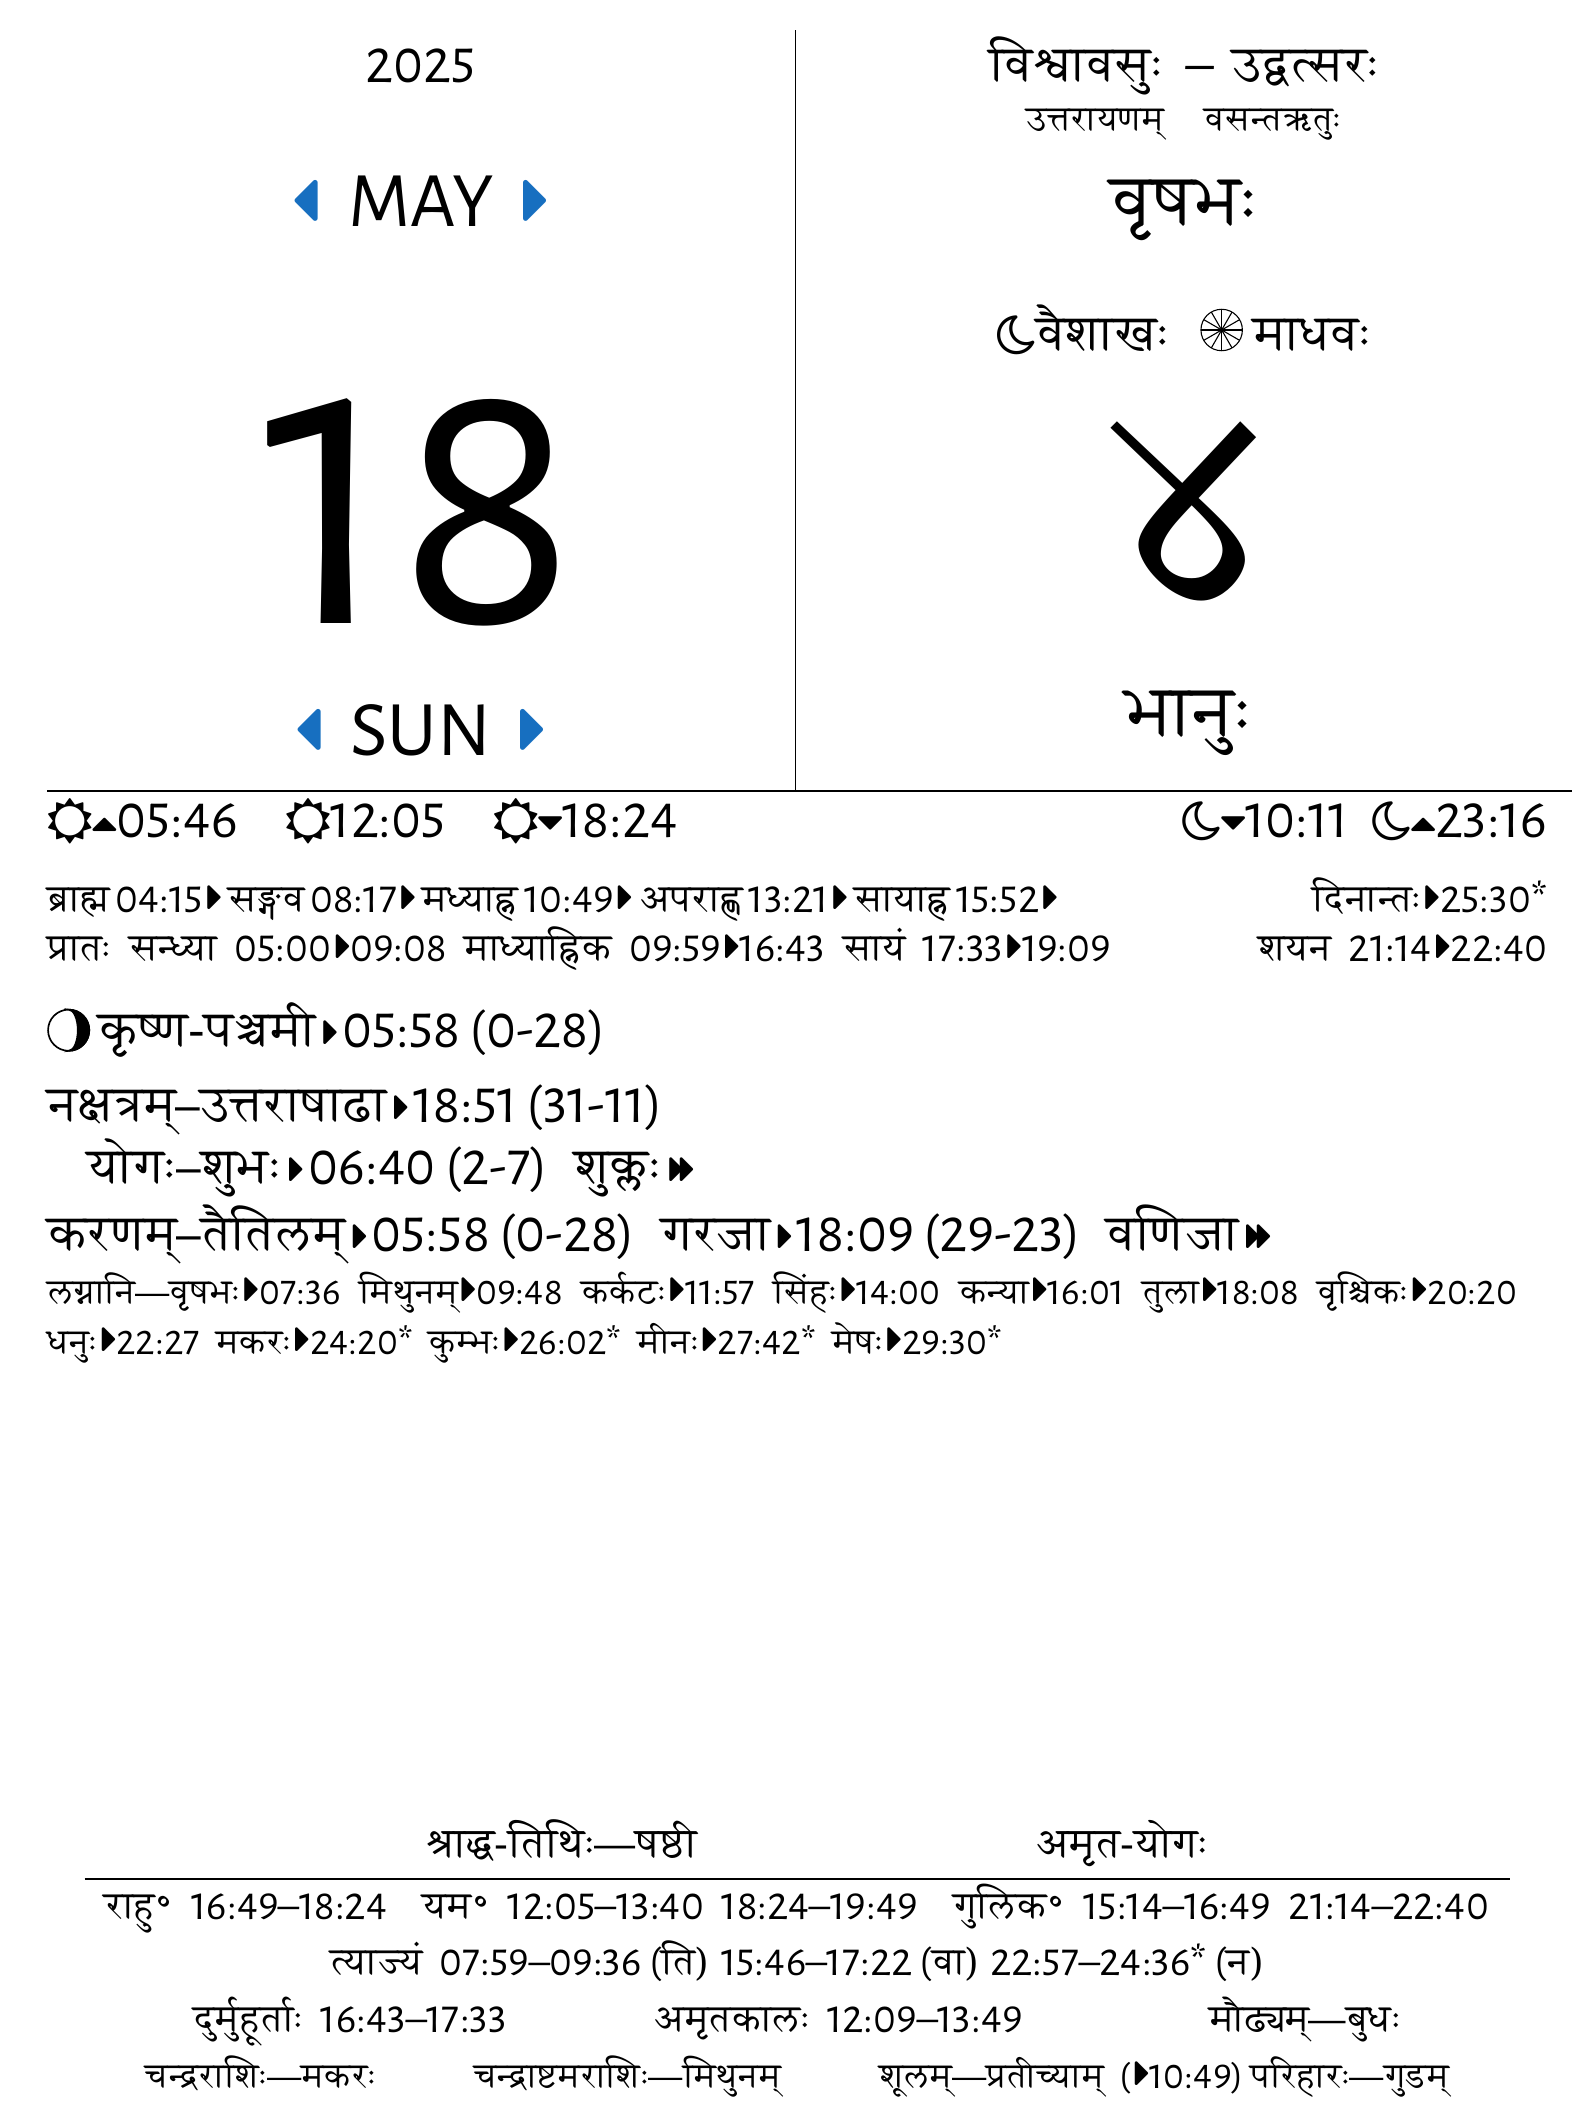 2025
MAY
18
SUN
विश्वावसुः – उद्वत्सरः
उत्तरायणम् वसन्तऋतुः
वृषभः
वैशाखः माधवः
४
भानुः
05:46 12:05 18:24 10:11 23:16
ब्राह्म 04:15 सङ्गव 08:17 मध्याह्न 10:49 अपराह्ण 13:21 सायाह्न 15:52 दिनान्तः 25:30*
प्रातः सन्ध्या 05:00 09:08 माध्याह्निक 09:59 16:43 सायं 17:33 19:09 शयन 21:14 22:40
कृष्ण-पञ्चमी 05:58 (0-28)
नक्षत्रम्–उत्तराषाढा 18:51 (31-11)
योगः–शुभः 06:40 (2-7) शुक्लः
करणम्–तैतिलम् 05:58 (0-28) गरजा 18:09 (29-23) वणिजा
लग्नानि—वृषभः 07:36 मिथुनम् 09:48 कर्कटः 11:57 सिंहः 14:00 कन्या 16:01 तुला 18:08 वृश्चिकः 20:20
धनुः 22:27 मकरः 24:20* कुम्भः 26:02* मीनः 27:42* मेषः 29:30*
श्राद्ध-तिथिः—षष्ठी अमृत-योगः
राहु॰ 16:49–18:24 यम॰ 12:05–13:40 18:24–19:49 गुलिक॰ 15:14–16:49 21:14–22:40
त्याज्यं 07:59–09:36 (ति) 15:46–17:22 (वा) 22:57–24:36* (न)
दुर्मुहूर्ताः 16:43–17:33 अमृतकालः 12:09–13:49 मौढ्यम्—बुधः
चन्द्रराशिः—मकरः चन्द्राष्टमराशिः—मिथुनम् शूलम्—प्रतीच्याम् (10:49) परिहारः—गुडम्